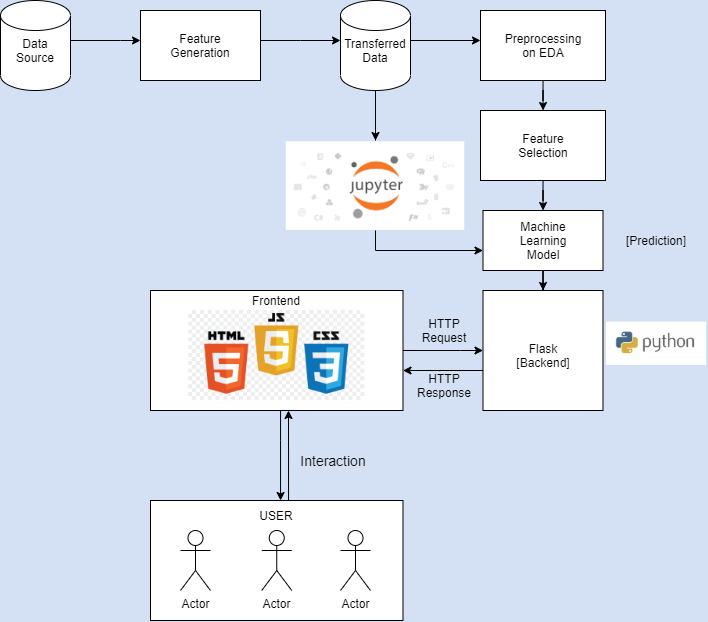 Data
Source
Feature
Generation
Transferred
Data
Preprocessing
on EDA
Feature
Selection
jupyter
Machine
Learning
Model
[Prediction]
Frontend
HTML
JS
CSS
5
5
3
HTTP
Request
HTTP
Response
Flask
[Backend]
python
Interaction
USER
Actor
Actor
Actor